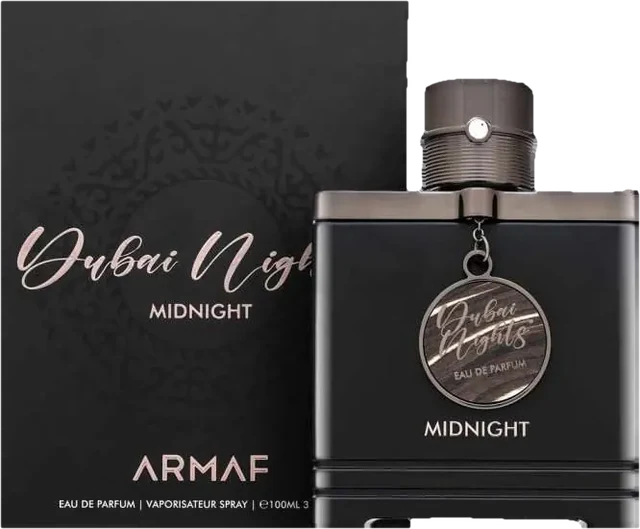 Dubai Nigh
MIDNIGHT
ARMAF
EAU DE PARFUM | VAPORISATEUR SPRAY | ℮100ML 3
Dubai
Nights
EAU DE PARFUM
MIDNIGHT